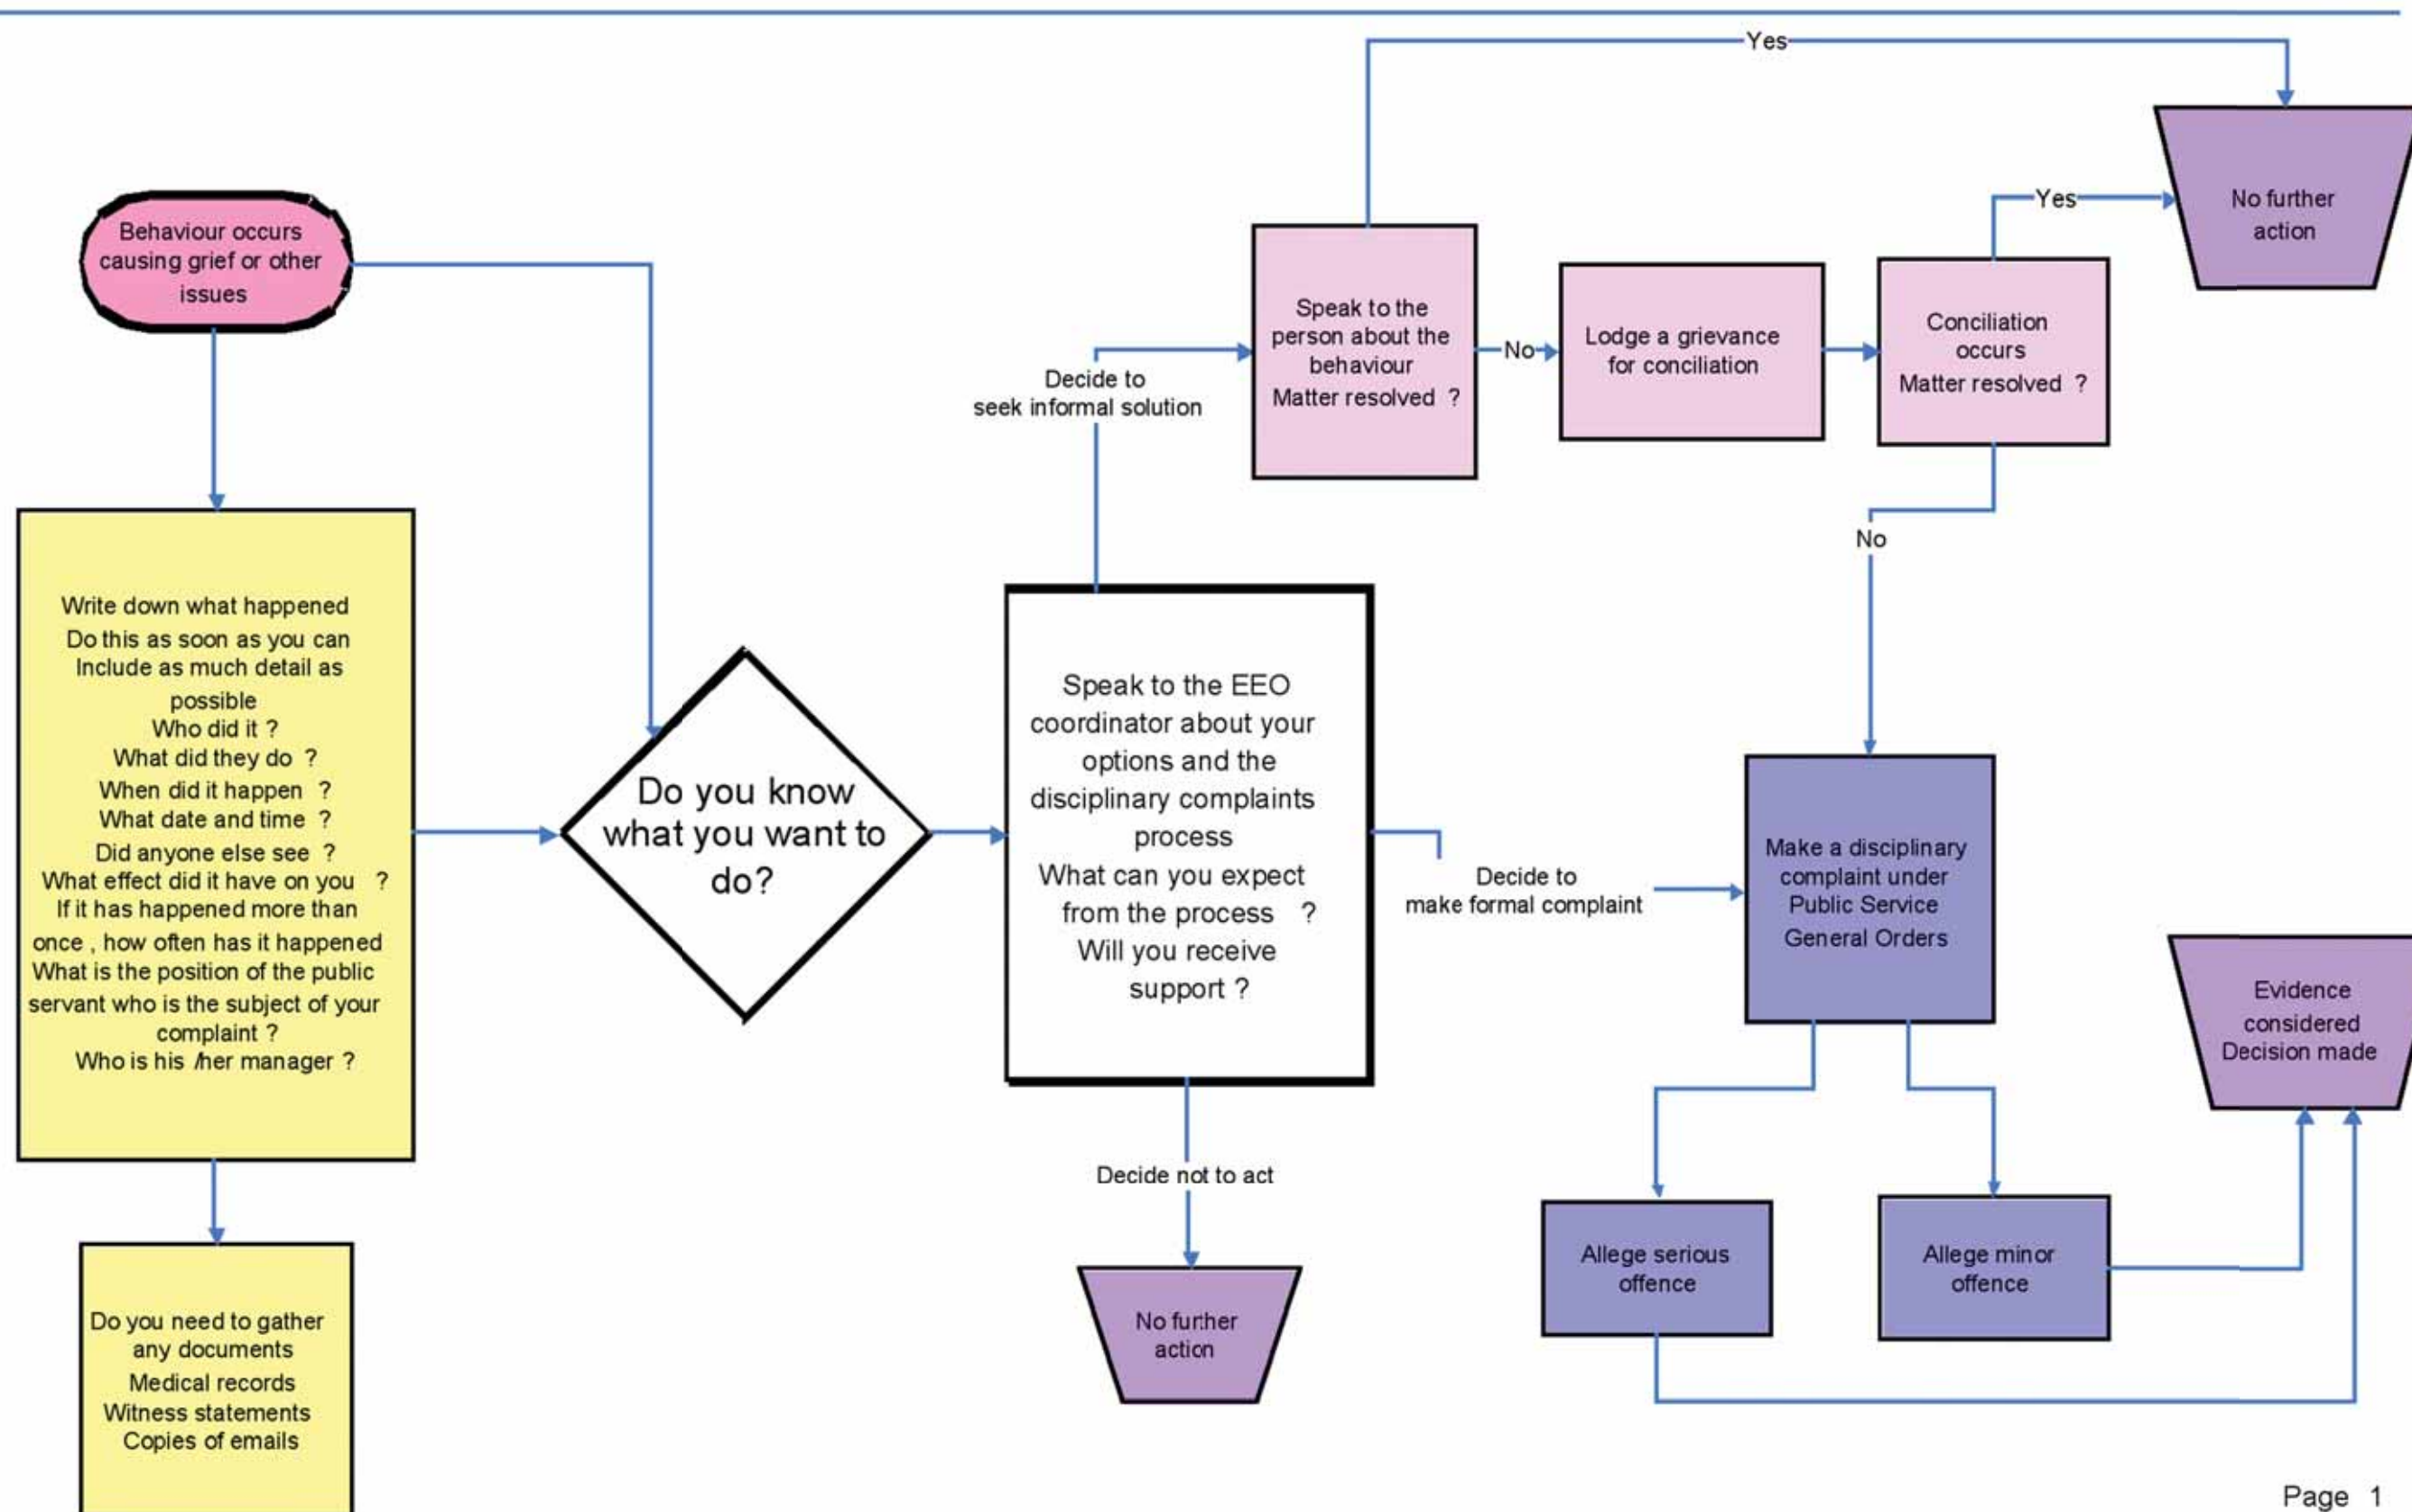 Yes
Behaviour occurs
causing grief or other
issues
Yes
No further
action
Speak to the
person about the
behaviour
Matter resolved ?
No
Lodge a grievance
for conciliation
Conciliation
occurs
Matter resolved ?
Decide to
seek informal solution
No
Write down what happened
Do this as soon as you can
Include as much detail as
possible
Who did it ?
What did they do ?
When did it happen ?
What date and time ?
Did anyone else see ?
What effect did it have on you ?
If it has happened more than
once , how often has it happened
What is the position of the public
servant who is the subject of your
complaint ?
Who is his /her manager ?
Do you know
what you want to
do?
Speak to the EEO
coordinator about your
options and the
disciplinary complaints
process
What can you expect
from the process ?
Will you receive
support ?
Decide to
make formal complaint
Make a disciplinary
complaint under
Public Service
General Orders
Evidence
considered
Decision made
Decide not to act
No further
action
Allege serious
offence
Allege minor
offence
Do you need to gather
any documents
Medical records
Witness statements
Copies of emails
Page 1